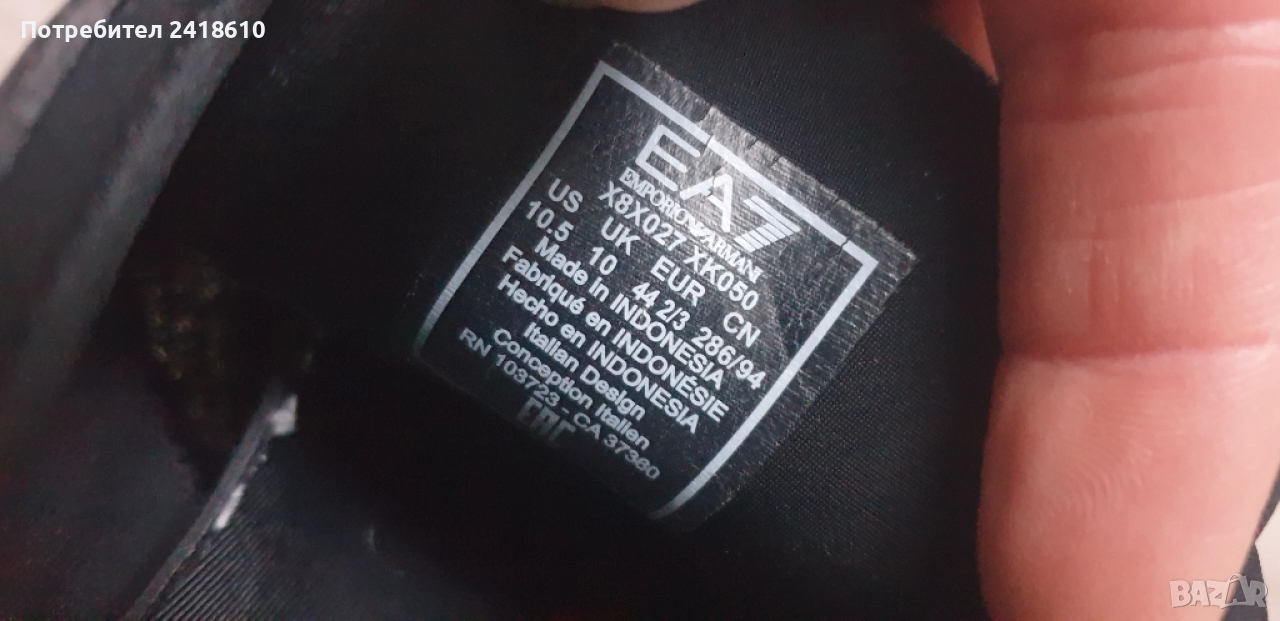 Потребител 2418610
EA7
EMPORIO ARMANI
X8X027 XK050
US UK EUR CN
10.5 10 44 2/3 286/94
Made in INDONESIA
Fabriqué en INDONÉSIE
Hecho en INDONESIA
Italian Design
Conception Italien
RN 103723 - CA 37360
EAC
BAZAR